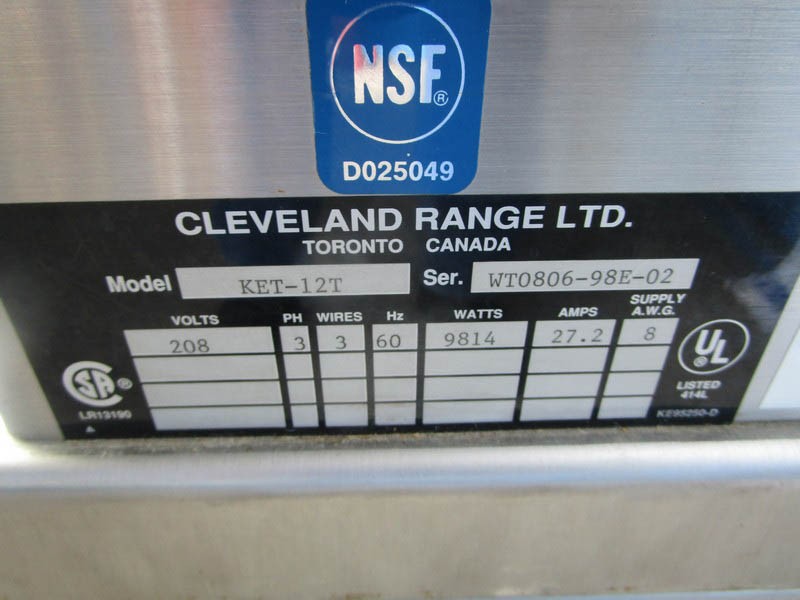 NSF®
D025049
CLEVELAND RANGE LTD.
TORONTO CANADA
Model KET-12T Ser. WT0806-98E-02
VOLTS PH WIRES Hz WATTS AMPS SUPPLY A.W.G.
208 3 3 60 9814 27.2 8
SA® UL
LR13190 LISTED
414L
KE95250-D